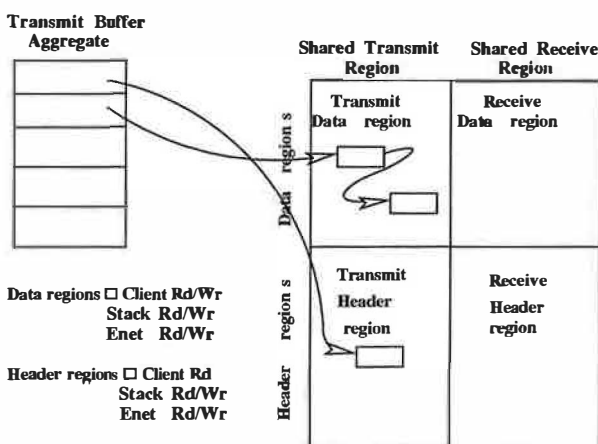 Transmit Buffer
Aggregate
Shared Transmit
Region
Shared Receive
Region
Transmit
Data region
Receive
Data region
Data region s
Transmit
Header
region
Receive
Header
region
Header region s
Data regions □ Client Rd/Wr
Stack Rd/Wr
Enet Rd/Wr
Header regions □ Client Rd
Stack Rd/Wr
Enet Rd/Wr